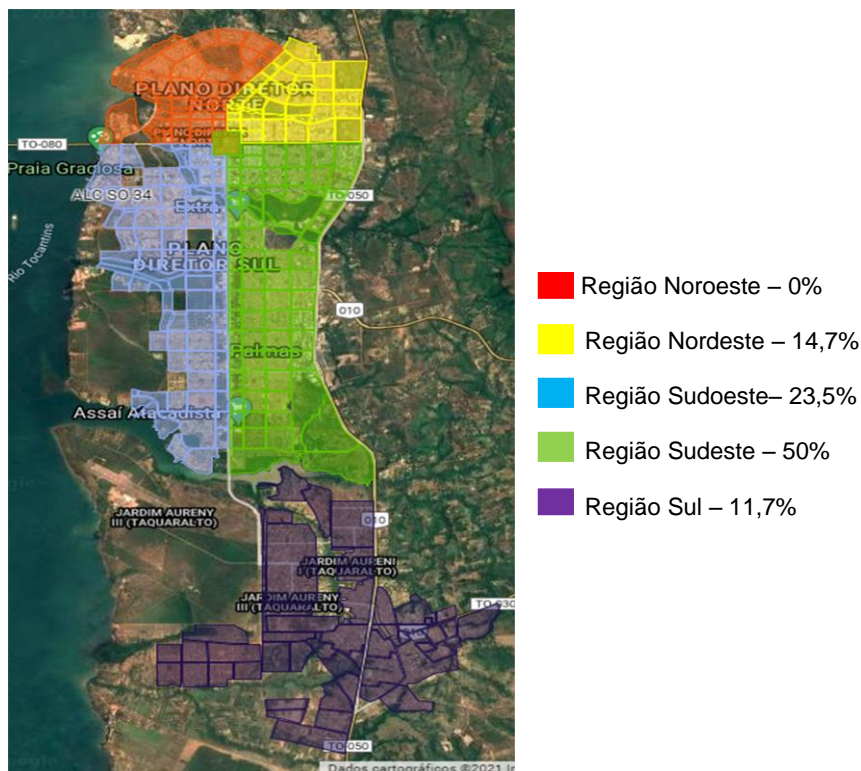 PLANO DIRETOR
NORTE
TO-080
Praia Graciosa
ALC SO 34
TO-050
Extra
Rio Tocantins
PLANO
DIRETOR SUL
010
Palmas
Assaí Atacadista
JARDIM AURENY
III (TAQUARALTO)
010
JARDIM AURENI
I (TAQUARALTO)
JARDIM AURENY
III (TAQUARALTO)
TO-030
TO-050
Dados cartográficos ©2021
Região Noroeste – 0%
Região Nordeste – 14,7%
Região Sudoeste– 23,5%
Região Sudeste – 50%
Região Sul – 11,7%